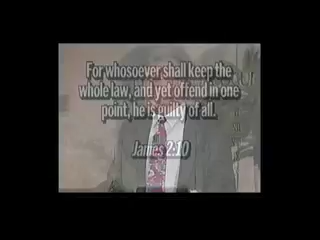 For whosoever shall keep the
whole law, and yet offend in one
point, he is guilty of all.
James 2:10